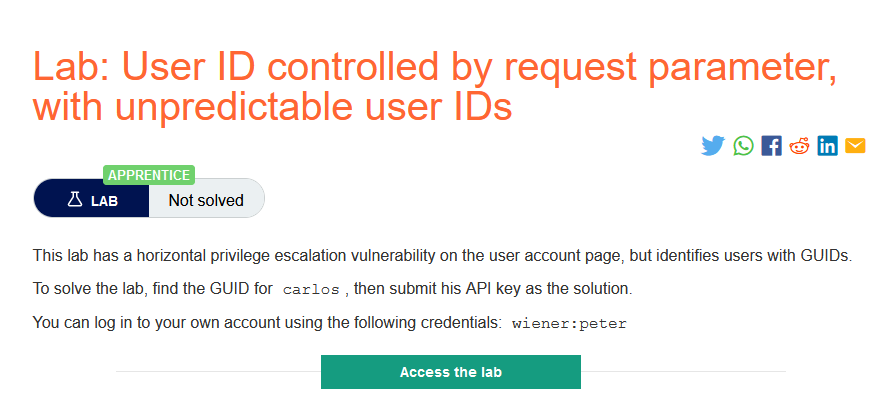 Lab: User ID controlled by request parameter,
with unpredictable user IDs
APPRENTICE
LAB
Not solved
This lab has a horizontal privilege escalation vulnerability on the user account page, but identifies users with GUIDs.
To solve the lab, find the GUID for carlos , then submit his API key as the solution.
You can log in to your own account using the following credentials: wiener:peter
Access the lab